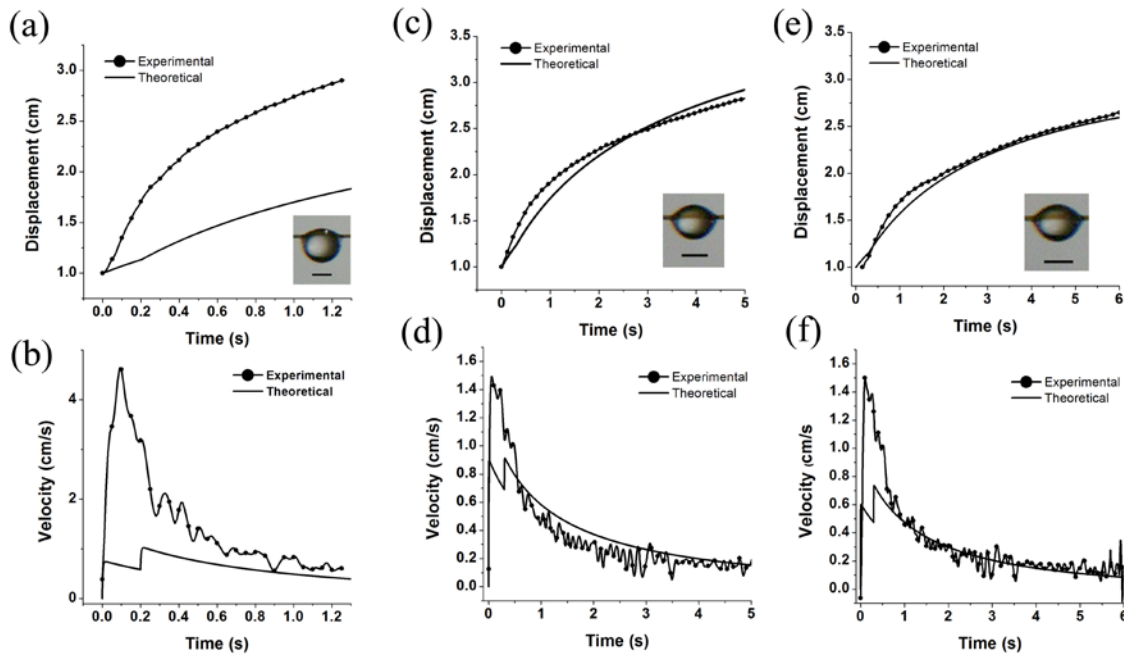 (a)
Experimental
Theoretical
3.0
2.5
2.0
1.5
1.0
Displacement (cm)
0.0 0.2 0.4 0.6 0.8 1.0 1.2
Time (s)
(c)
3.5
3.0
2.5
2.0
1.5
1.0
Experimental
Theoretical
Displacement (cm)
0 1 2 3 4 5
Time (s)
(e)
3.5
3.0
2.5
2.0
1.5
1.0
Experimental
Theoretical
Displacement (cm)
0 1 2 3 4 5 6
Time (s)
(b)
Experimental
Theoretical
4
2
0
Velocity (cm/s)
0.0 0.2 0.4 0.6 0.8 1.0 1.2
Time (s)
(d)
1.6
1.4
1.2
1.0
0.8
0.6
0.4
0.2
0.0
Experimental
Theoretical
Velocity (cm/s)
0 1 2 3 4 5
Time (s)
(f)
1.6
1.4
1.2
1.0
0.8
0.6
0.4
0.2
0.0
Experimental
Theoretical
Velocity (cm/s)
0 1 2 3 4 5 6
Time (s)